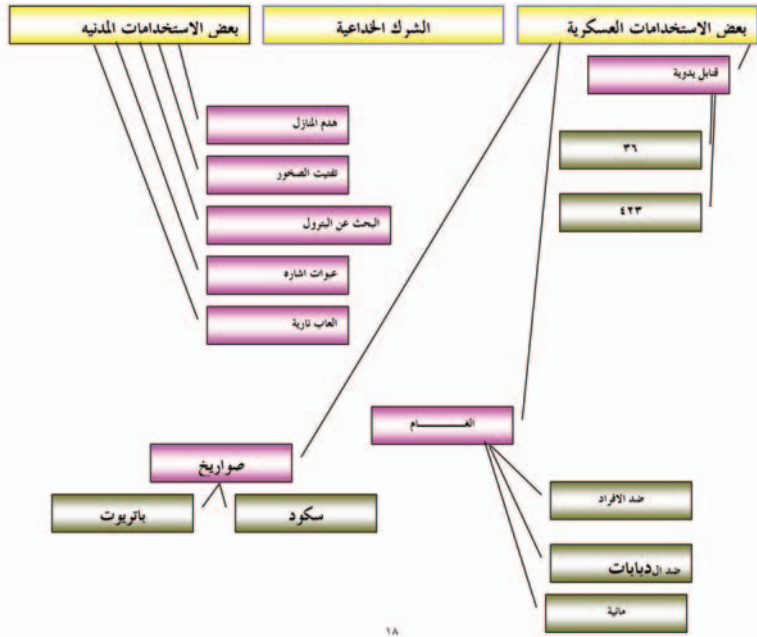 بعض الاستخدامات العسكرية
الشرك الخداعية
بعض الاستخدامات المدنيه
قنابل يدوية
٣٦
٤٢٣
هدم المنازل
تفتيت الصخور
البحث عن البترول
عبوات اشاره
العاب نارية
الغـــــــــام
ضد الافراد
ضد الدبابات
مائية
صواريخ
سكود
باتريوت
١٨